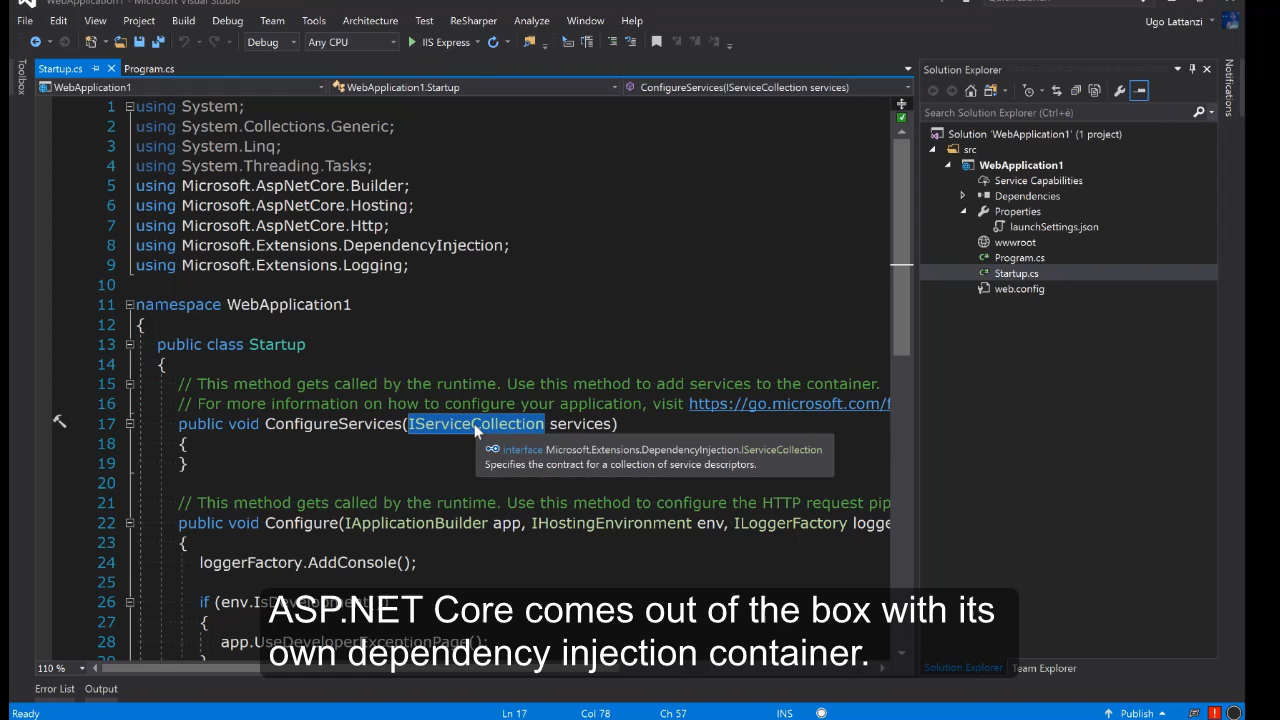 WebApplication1 - Microsoft Visual Studio
File Edit View Project Build Debug Team Tools Architecture Test ReSharper Analyze Window Help
Ugo Lattanzi
Debug Any CPU IIS Express
Toolbox
Startup.cs Program.cs
WebApplication1 WebApplication1.Startup ConfigureServices(IServiceCollection services)
1 using System;
2 using System.Collections.Generic;
3 using System.Linq;
4 using System.Threading.Tasks;
5 using Microsoft.AspNetCore.Builder;
6 using Microsoft.AspNetCore.Hosting;
7 using Microsoft.AspNetCore.Http;
8 using Microsoft.Extensions.DependencyInjection;
9 using Microsoft.Extensions.Logging;
10
11 namespace WebApplication1
12 {
13 public class Startup
14 {
15 // This method gets called by the runtime. Use this method to add services to the container.
16 // For more information on how to configure your application, visit https://go.microsoft.com/f
17 public void ConfigureServices(IServiceCollection services)
18 {
interface Microsoft.Extensions.DependencyInjection.IServiceCollection
Specifies the contract for a collection of service descriptors.
19 }
20
21 // This method gets called by the runtime. Use this method to configure the HTTP request pip
22 public void Configure(IApplicationBuilder app, IHostingEnvironment env, ILoggerFactory logge
23 {
24 loggerFactory.AddConsole();
25
26 if (env.IsDevelopment
27 {
28 app.UseDeveloperExceptionPage();
29 }
ASP.NET Core comes out of the box with its
own dependency injection container.
110 %
Solution Explorer
Search Solution Explorer (Ctrl+è)
Solution 'WebApplication1' (1 project)
src
WebApplication1
Service Capabilities
Dependencies
Properties
launchSettings.json
wwwroot
Program.cs
Startup.cs
web.config
Notifications
Solution Explorer Team Explorer
Error List Output
Ready Ln 17 Col 78 Ch 57 INS Publish